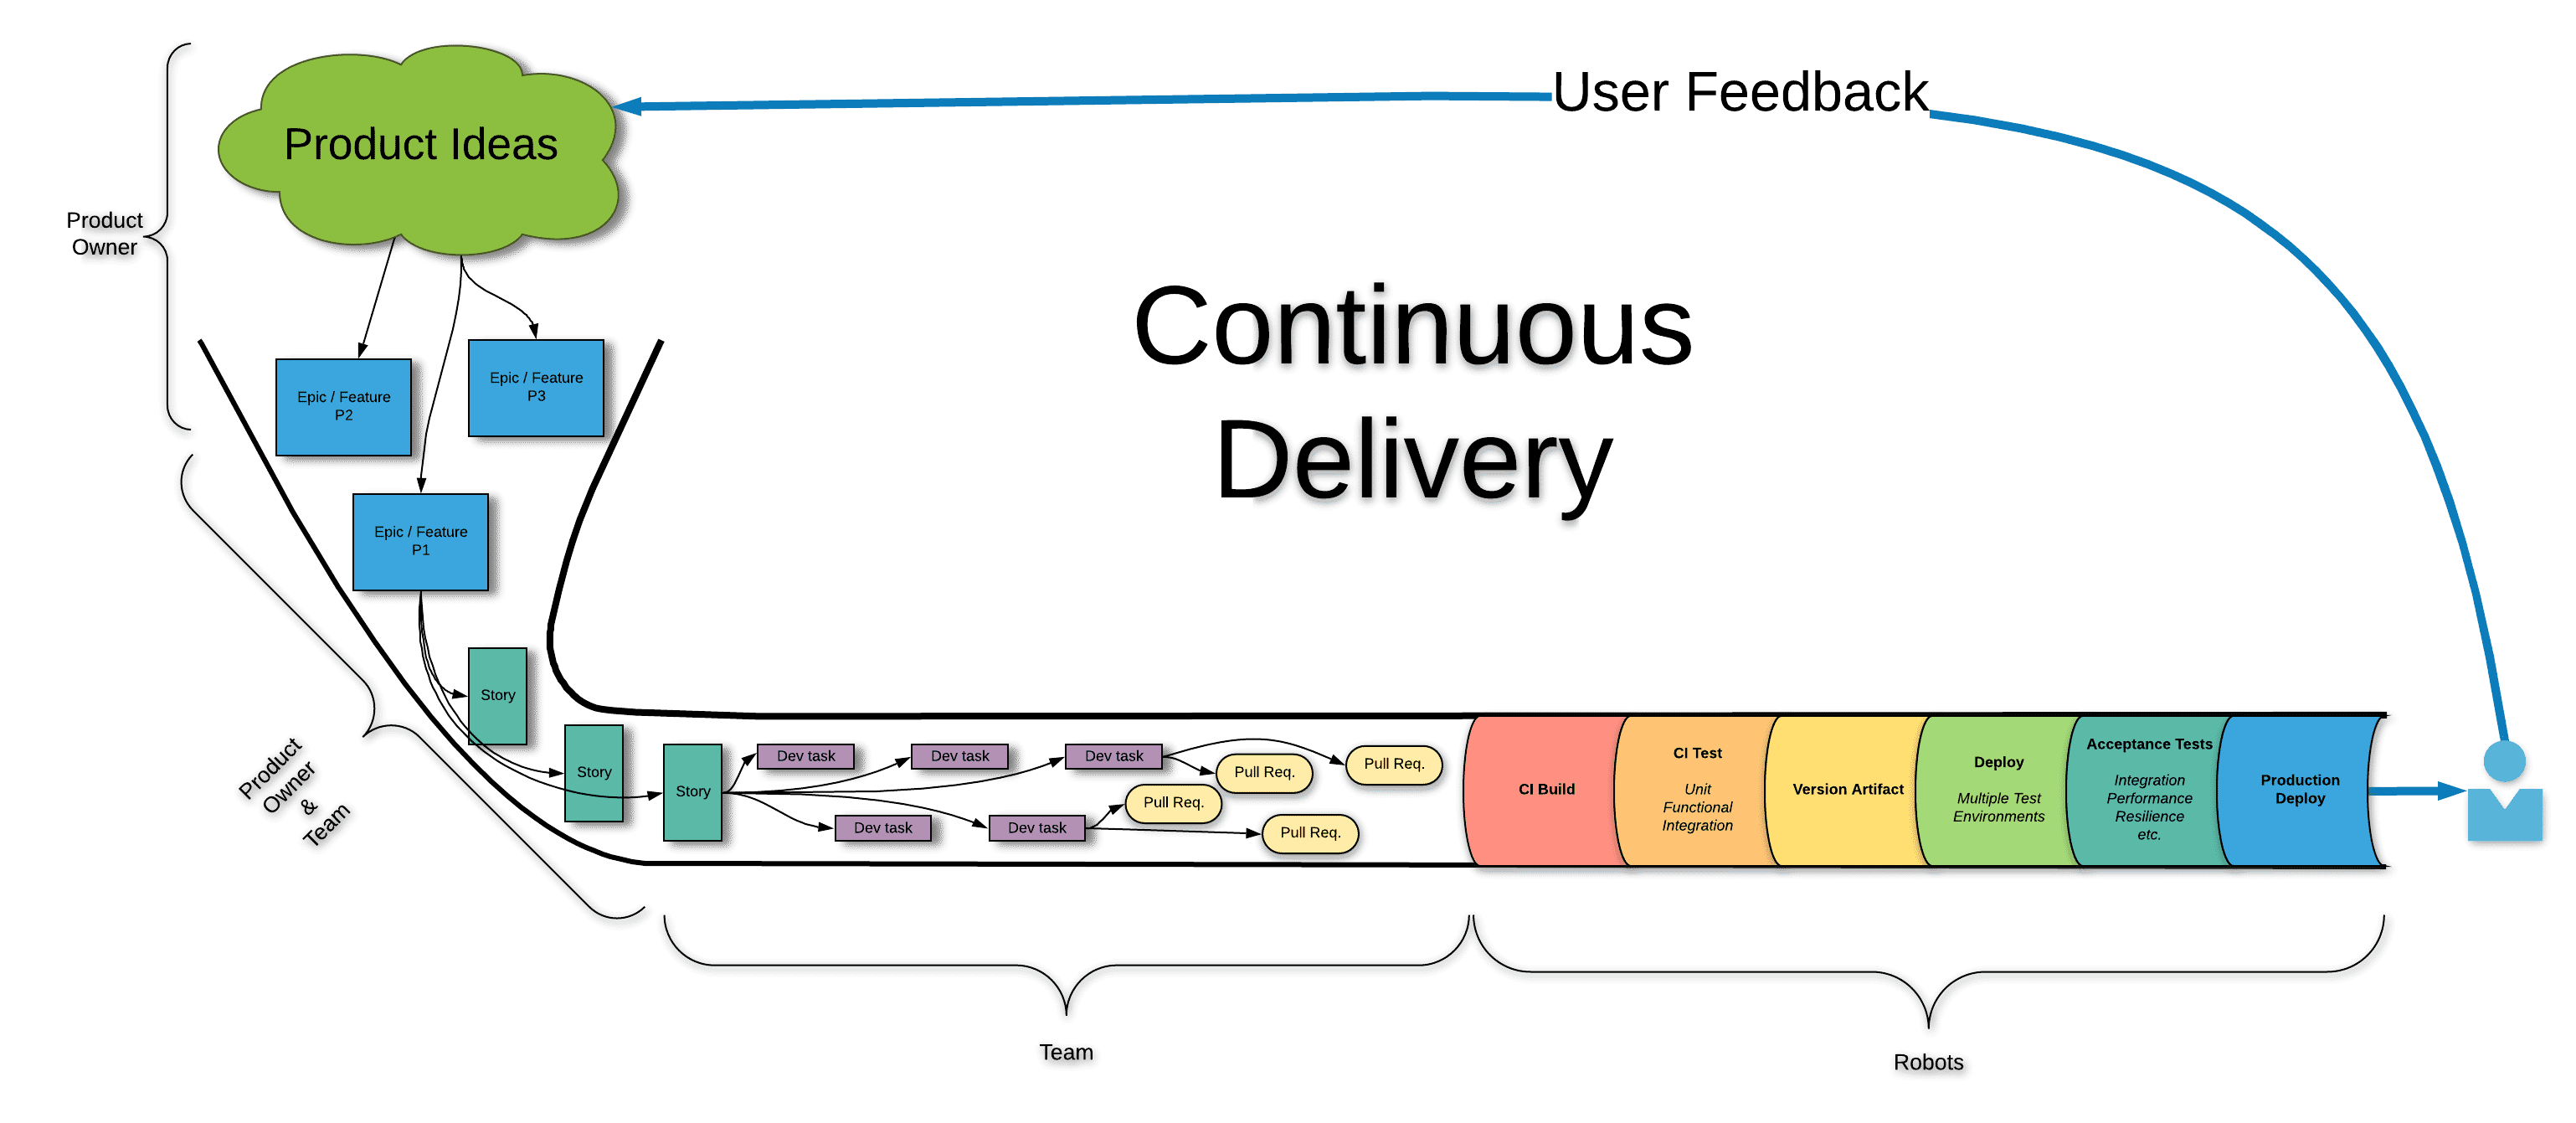 User Feedback
Product Ideas
Product
Owner
Continuous
Delivery
Epic / Feature
P2
Epic / Feature
P3
Epic / Feature
P1
Product
Owner
&
Team
Story
Story
Story
Dev task
Dev task
Dev task
Dev task
Dev task
Pull Req.
Pull Req.
Pull Req.
Pull Req.
CI Build
CI Test
Unit
Functional
Integration
Version Artifact
Deploy
Multiple Test
Environments
Acceptance Tests
Integration
Performance
Resilience
etc.
Production
Deploy
Team
Robots